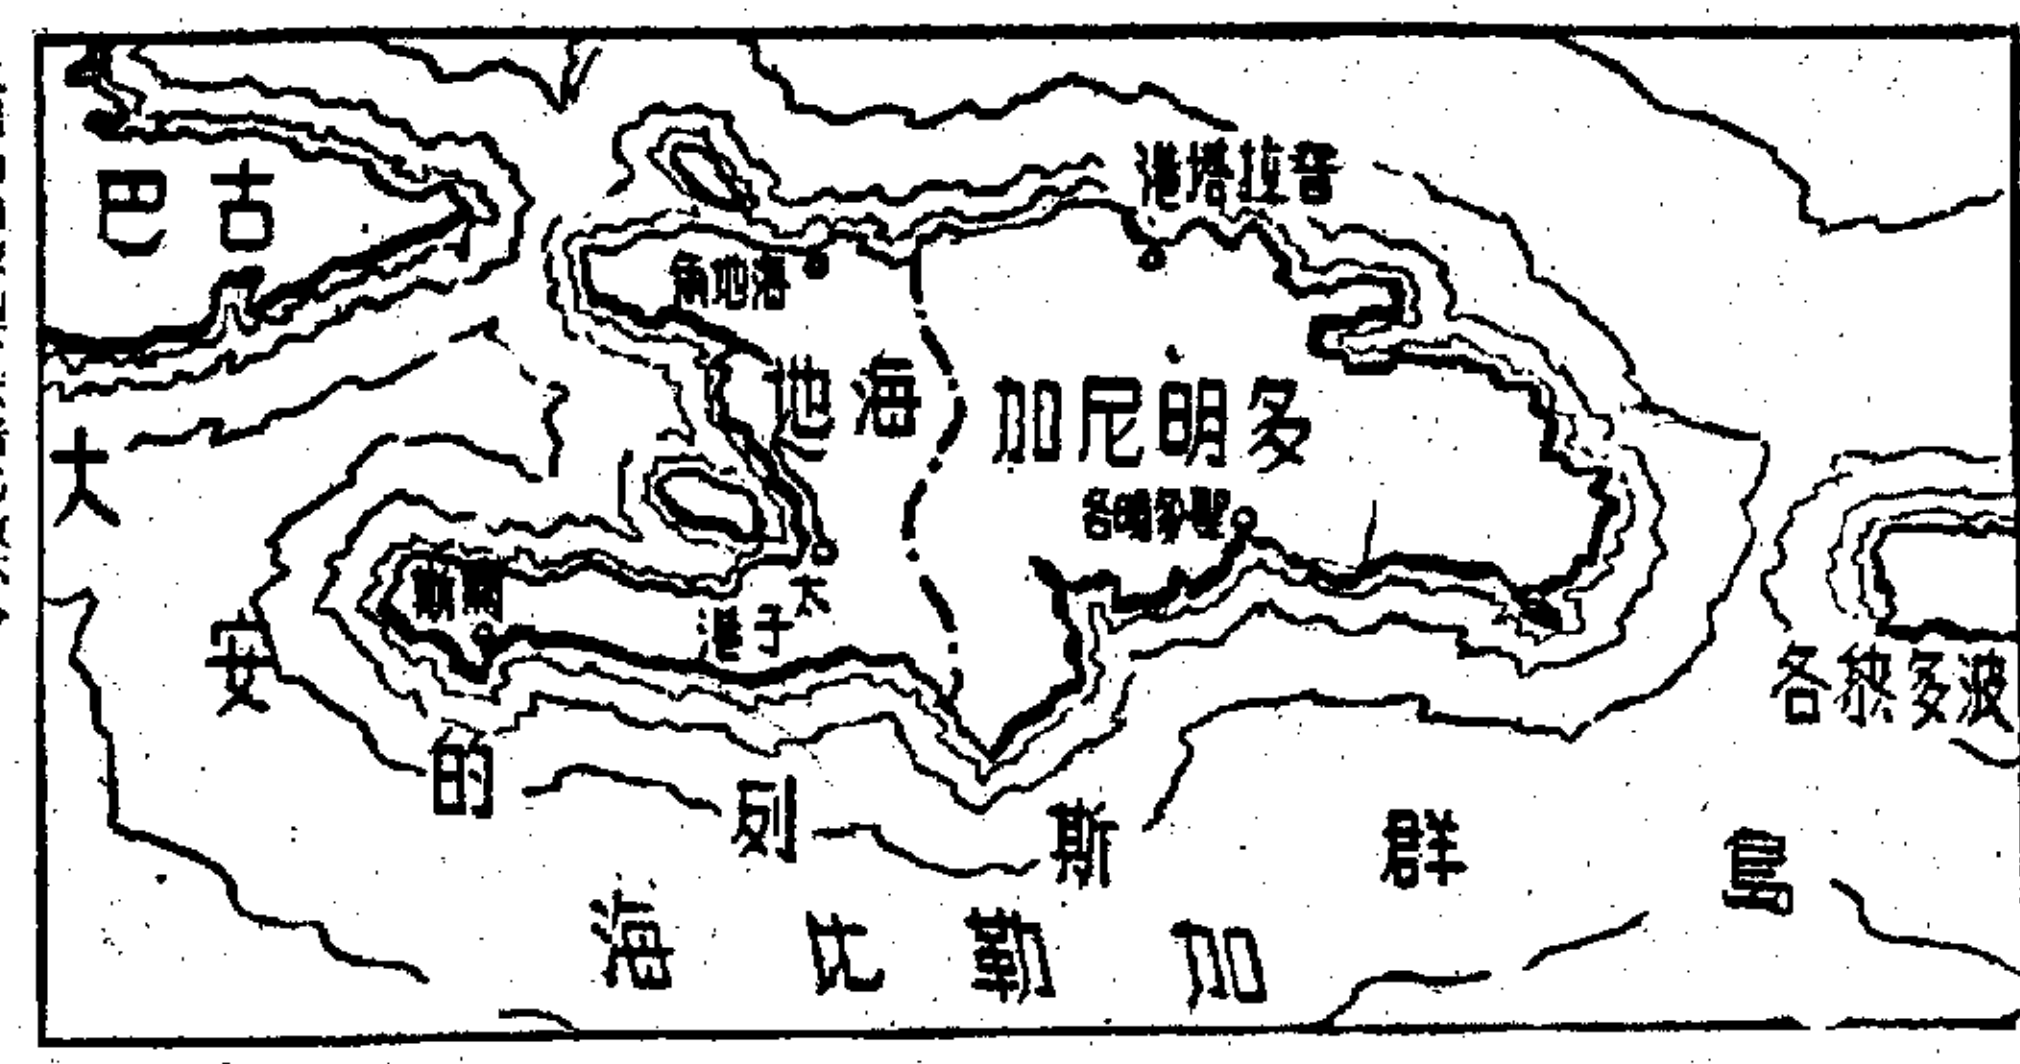 古巴
普拉塔港
海地角
海地
多明尼加
聖多明各
太子港
波多黎各
大安的列斯群島
加勒比海